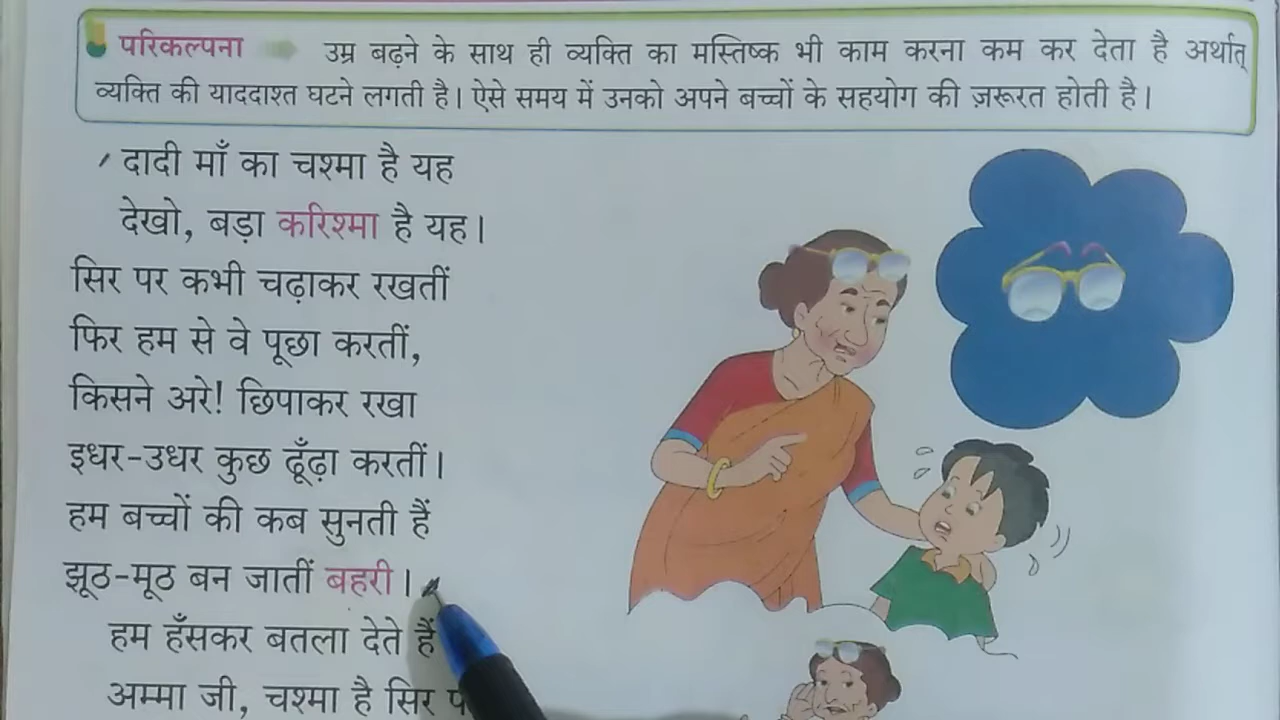 परिकल्पना उम्र बढ़ने के साथ ही व्यक्ति का मस्तिष्क भी काम करना कम कर देता है अर्थात्
व्यक्ति की याददाश्त घटने लगती है। ऐसे समय में उनको अपने बच्चों के सहयोग की ज़रूरत होती है।
दादी माँ का चश्मा है यह
देखो, बड़ा करिश्मा है यह।
सिर पर कभी चढ़ाकर रखतीं
फिर हम से वे पूछा करतीं,
किसने अरे! छिपाकर रखा
इधर-उधर कुछ ढूँढ़ा करतीं।
हम बच्चों की कब सुनती हैं
झूठ-मूठ बन जातीं बहरी।
हम हँसकर बतला देते हैं
अम्मा जी, चश्मा है सिर